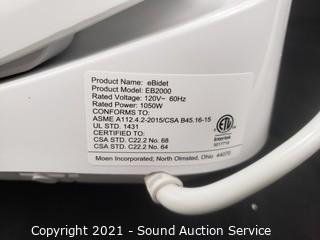 Product Name: eBidet
Product Model: EB2000
Rated Voltage: 120V~ 60Hz
Rated Power: 1050W
CONFORMS TO:
ASME A112.4.2-2015/CSA B45.16-15
UL STD. 1431
CERTIFIED TO:
CSA STD. C22.2 No. 68
CSA STD. C22.2 No. 64
ETL
Intertek
Moen Incorporated; North Olmsted, Ohio 44070
Copyright 2021 - Sound Auction Service